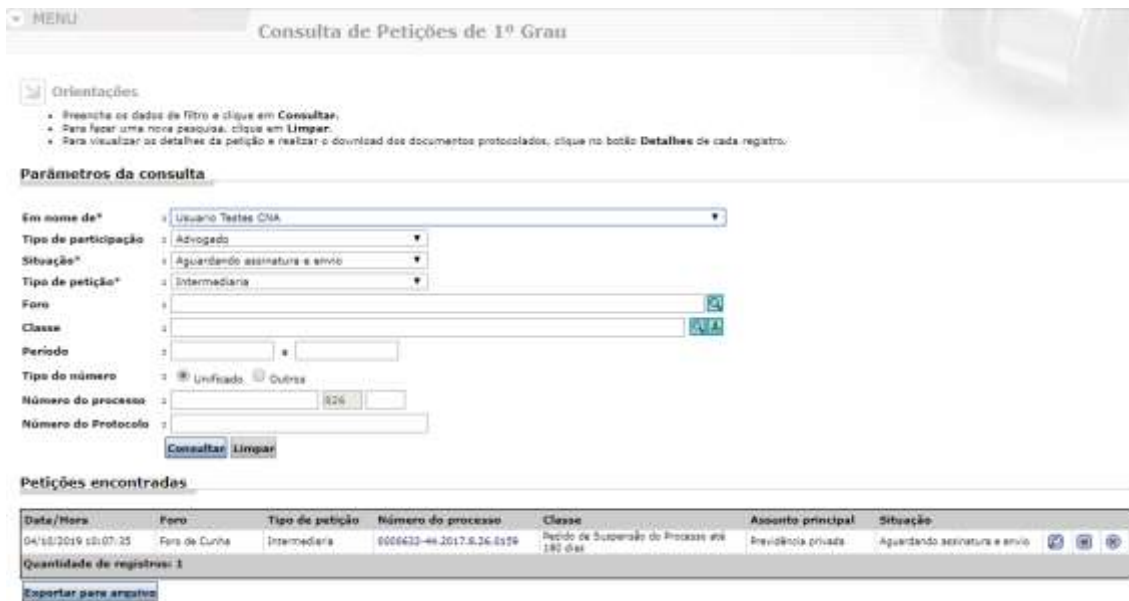 MENU
Consulta de Petições de 1º Grau
Orientações
Preencha os dados de filtro e clique em Consultar.
Para fazer uma nova pesquisa, clique em Limpar.
Para visualizar os detalhes da petição e realizar o download dos documentos protocolados, clique no botão Detalhes de cada registro.
Parâmetros da consulta
Em nome de* : Usuario Testes CNA
Tipo de participação : Advogado
Situação* : Aguardando assinatura e envio
Tipo de petição* : Intermediaria
Foro :
Classe :
Período : a
Tipo do número : Unificado Outros
Número do processo : 826
Número do Protocolo :
Consultar Limpar
Petições encontradas
Data/Hora Foro Tipo de petição Número do processo Classe Assunto principal Situação
04/10/2019 10:07:35 Foro de Cunha Intermediaria 0000633-44.2017.8.26.0159 Pedido de Suspensão do Processo até 180 dias Previdência privada Aguardando assinatura e envio
Quantidade de registros: 1
Exportar para arquivo